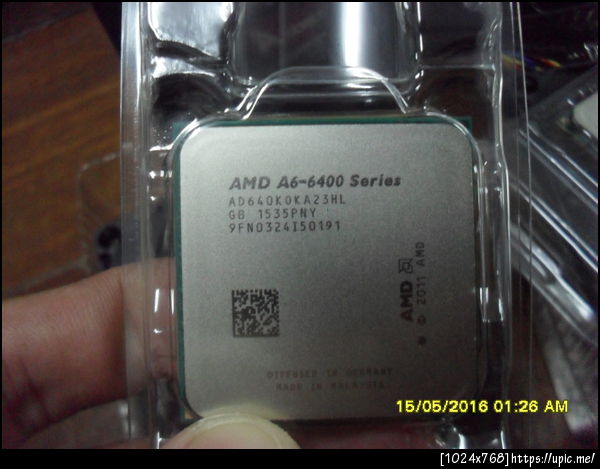 AMD A6-6400 Series
AD640K0KA23HL
GB 1535PNY
9FN0324I50191
AMD
© 2011 AMD
DIFFUSED IN GERMANY
MADE IN MALAYSIA
15/05/2016 01:26 AM
[1024x768]https://upic.me/